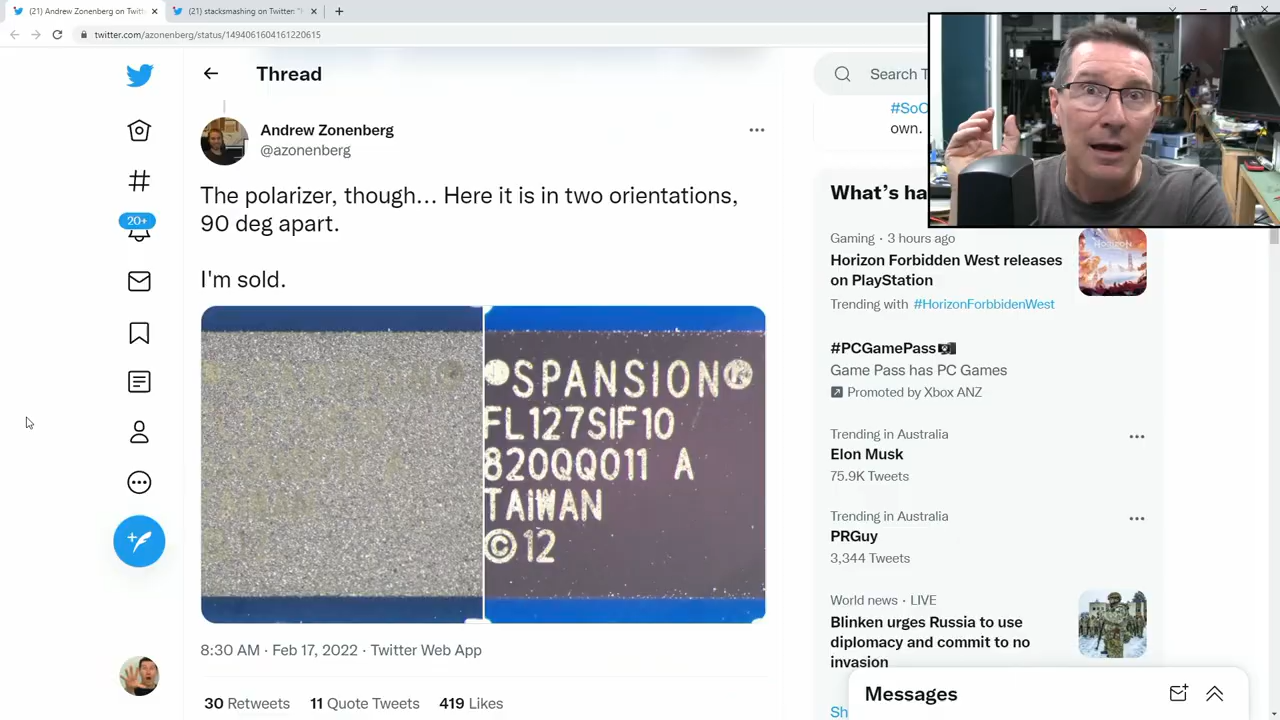 (21) Andrew Zonenberg on Twitt
(21) stacksmashing on Twitter: "
twitter.com/azonenberg/status/1494061604161220615
Thread
Andrew Zonenberg
@azonenberg
The polarizer, though... Here it is in two orientations,
90 deg apart.
I'm sold.
SPANSION®
FL127SIF10
820QQ011 A
TAIWAN
©12
8:30 AM · Feb 17, 2022 · Twitter Web App
30 Retweets 11 Quote Tweets 419 Likes
20+
Search T
#SoC
own.
What's ha
Gaming · 3 hours ago
Horizon Forbidden West releases
on PlayStation
Trending with #HorizonForbbidenWest
HORIZON
#PCGamePass
Game Pass has PC Games
Promoted by Xbox ANZ
Trending in Australia
Elon Musk
75.9K Tweets
Trending in Australia
PRGuy
3,344 Tweets
World news · LIVE
Blinken urges Russia to use
diplomacy and commit to no
invasion
Sh
Messages